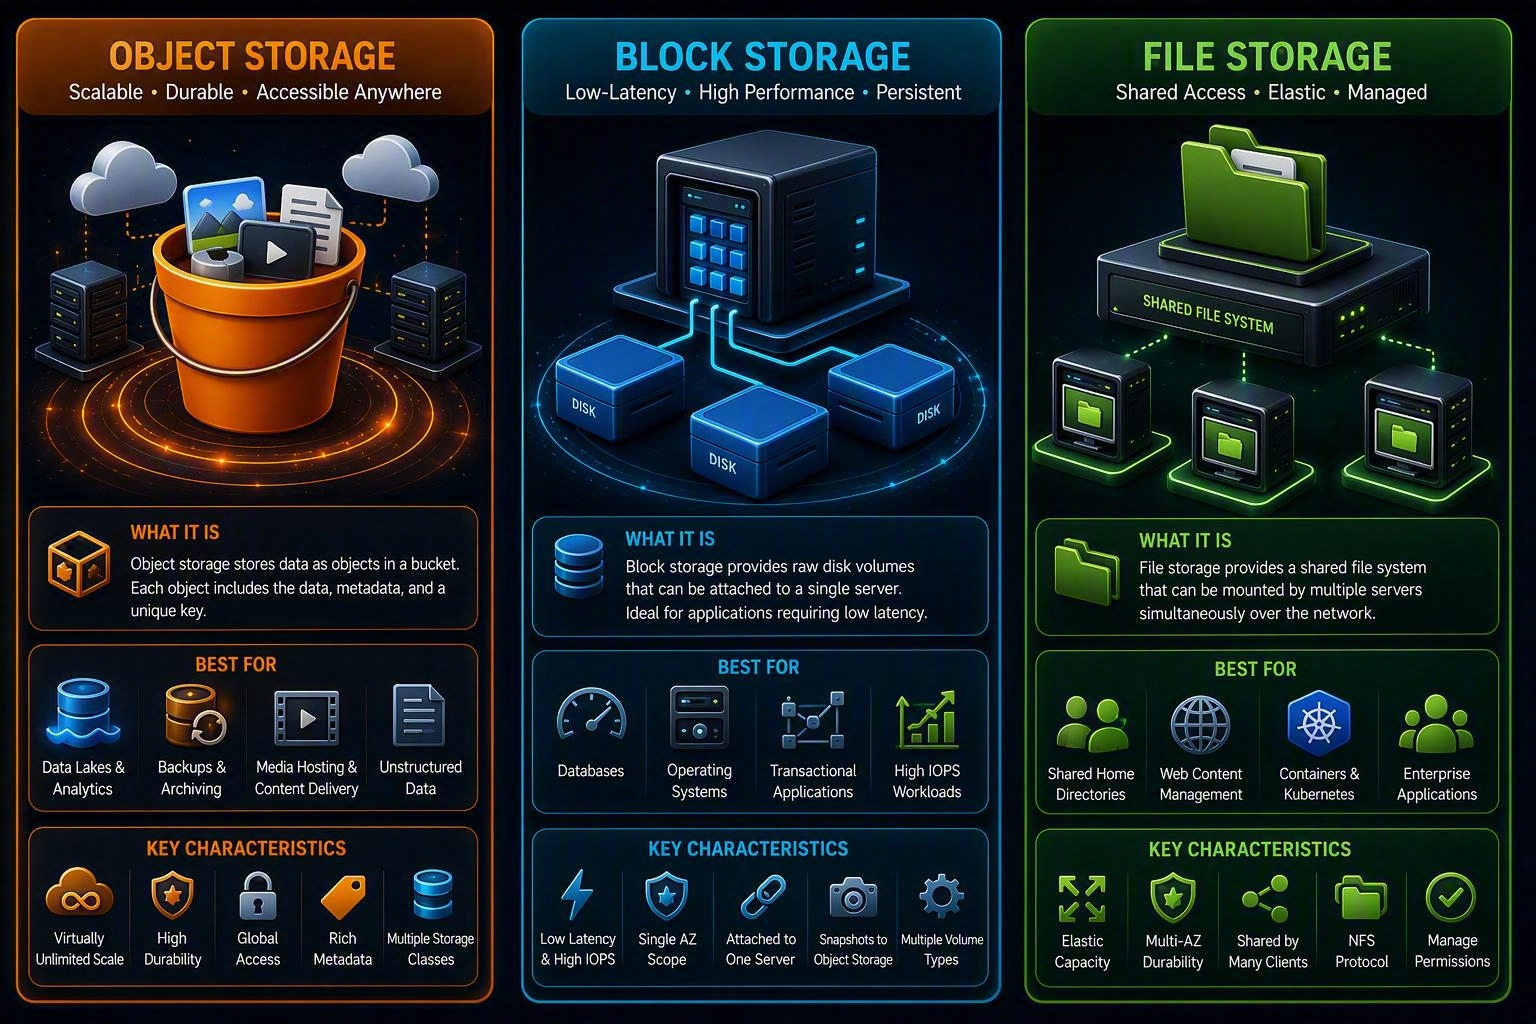 OBJECT STORAGE
Scalable • Durable • Accessible Anywhere
WHAT IT IS
Object storage stores data as objects in a bucket.
Each object includes the data, metadata, and a
unique key.
BEST FOR
Data Lakes &
Analytics
Backups &
Archiving
Media Hosting &
Content Delivery
Unstructured
Data
KEY CHARACTERISTICS
Virtually
Unlimited Scale
High
Durability
Global
Access
Rich
Metadata
Multiple Storage
Classes
BLOCK STORAGE
Low-Latency • High Performance • Persistent
DISK
DISK
DISK
WHAT IT IS
Block storage provides raw disk volumes
that can be attached to a single server.
Ideal for applications requiring low latency.
BEST FOR
Databases
Operating
Systems
Transactional
Applications
High IOPS
Workloads
KEY CHARACTERISTICS
Low Latency
& High IOPS
Single AZ
Scope
Attached to
One Server
Snapshots to
Object Storage
Multiple Volume
Types
FILE STORAGE
Shared Access • Elastic • Managed
SHARED FILE SYSTEM
WHAT IT IS
File storage provides a shared file system
that can be mounted by multiple servers
simultaneously over the network.
BEST FOR
Shared Home
Directories
Web Content
Management
Containers &
Kubernetes
Enterprise
Applications
KEY CHARACTERISTICS
Elastic
Capacity
Multi-AZ
Durability
Shared by
Many Clients
NFS
Protocol
Manage
Permissions